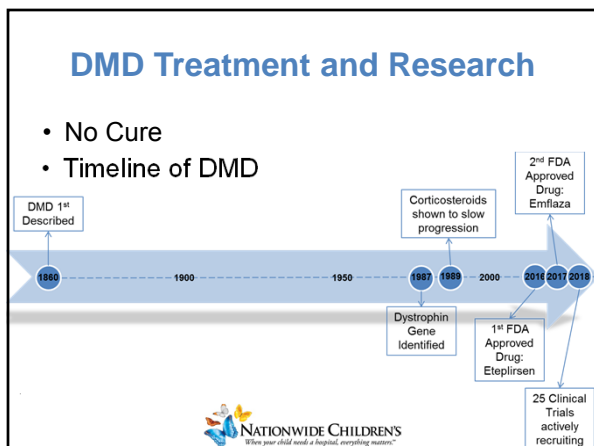 DMD Treatment and Research
• No Cure
• Timeline of DMD
DMD 1st
Described
Corticosteroids
shown to slow
progression
2nd FDA
Approved
Drug:
Emflaza
1860
1900
1950
1987
1989
2000
2016
2017
2018
Dystrophin
Gene
Identified
1st FDA
Approved
Drug:
Eteplirsen
25 Clinical
Trials
actively
recruiting
NATIONWIDE CHILDREN'S
When your child needs a hospital, everything matters.™